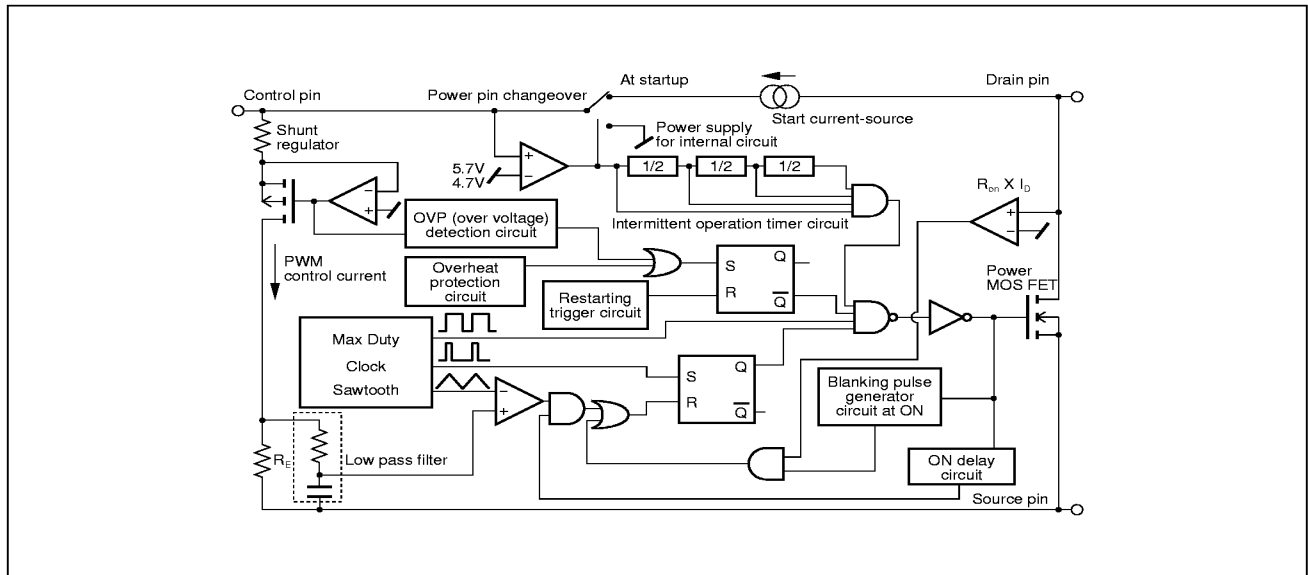 At startup
Drain pin
Control pin
Power pin changeover
Start current-source
Shunt
regulator
Power supply
for internal circuit
5.7V
4.7V
+
−
1/2
1/2
1/2
−
+
R_on X I_D
+
−
OVP (over voltage)
detection circuit
Intermittent operation timer circuit
PWM
control current
Overheat
protection
circuit
Restarting
trigger circuit
S
R
Q
Q̅
Power
MOS FET
Max Duty
Clock
Sawtooth
−
+
S
R
Q
Q̅
Blanking pulse
generator
circuit at ON
R_E
Low pass filter
ON delay
circuit
Source pin